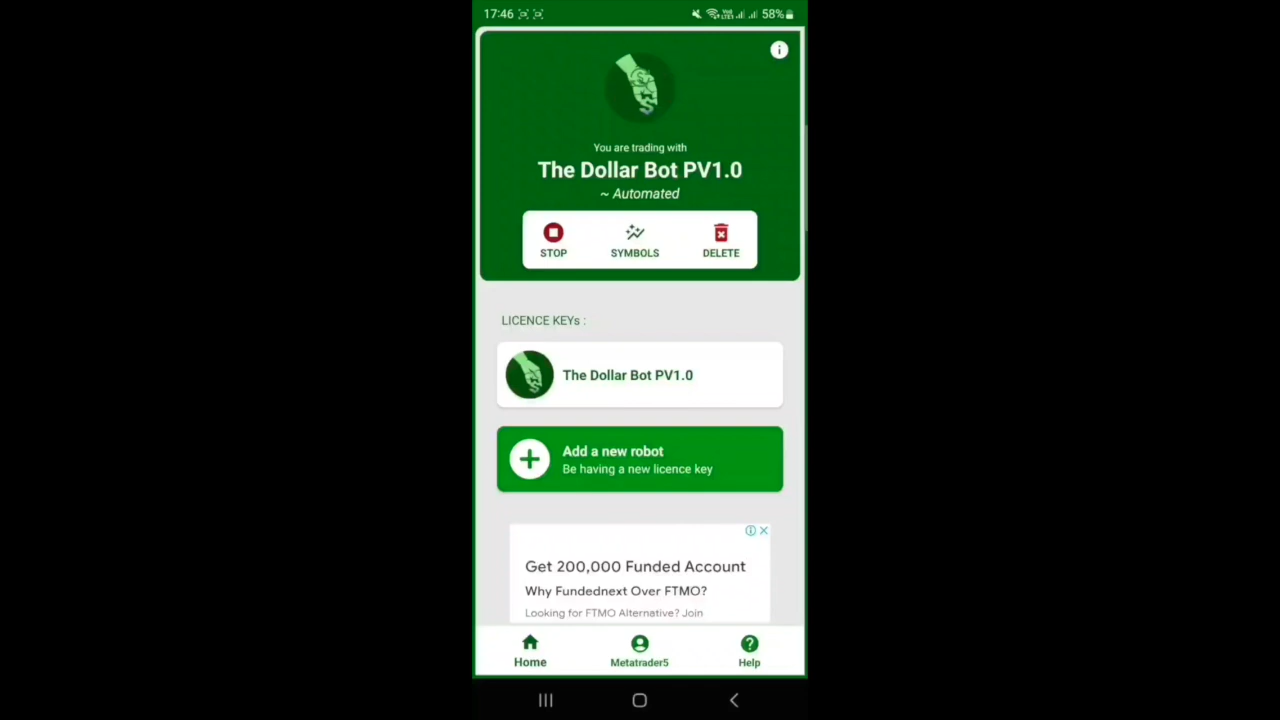 17:46 58%
You are trading with
The Dollar Bot PV1.0
~ Automated
STOP SYMBOLS DELETE
LICENCE KEYs :
The Dollar Bot PV1.0
Add a new robot
Be having a new licence key
Get 200,000 Funded Account
Why Fundednext Over FTMO?
Looking for FTMO Alternative? Join
Home Metatrader5 Help